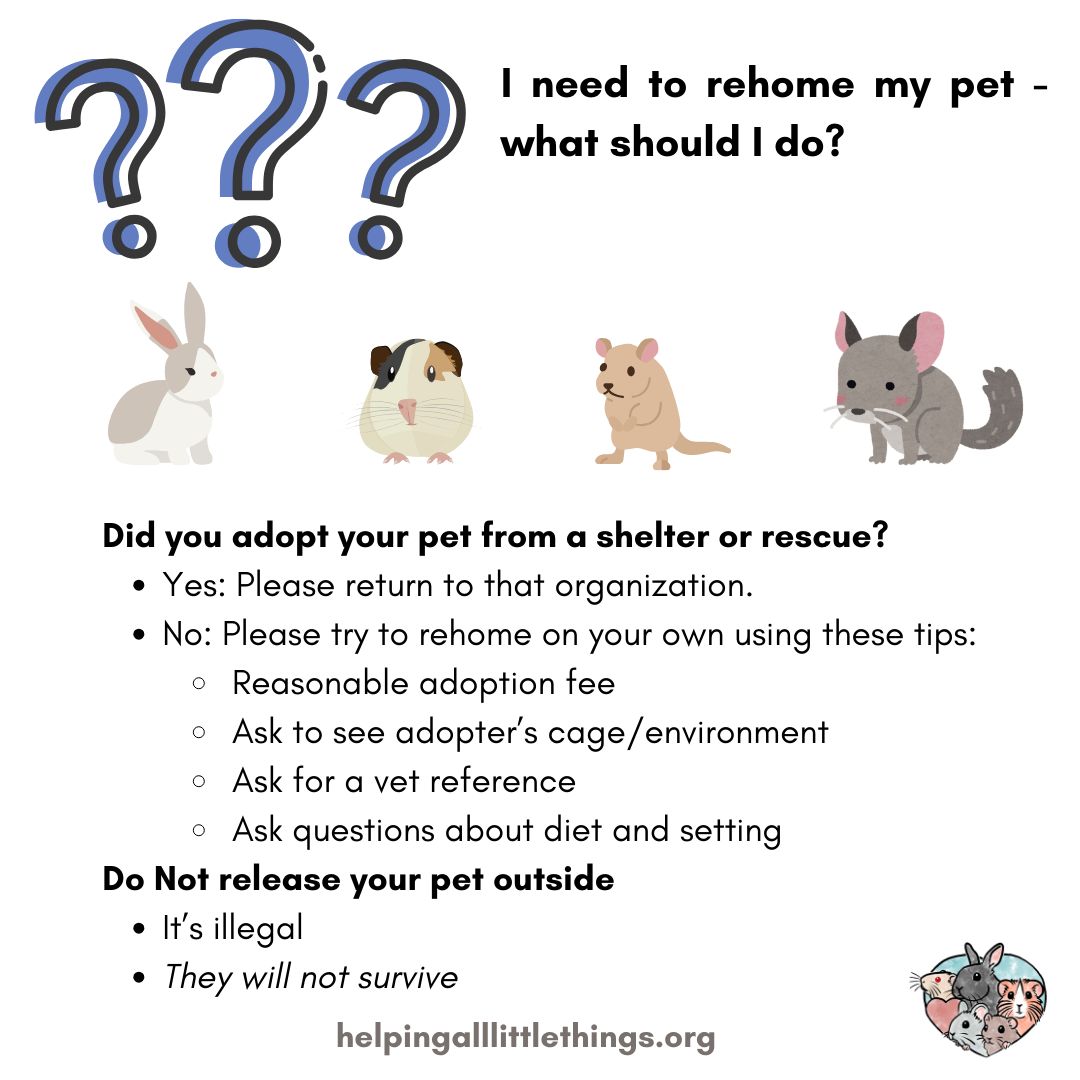 ???
I need to rehome my pet -
what should I do?
Did you adopt your pet from a shelter or rescue?
• Yes: Please return to that organization.
• No: Please try to rehome on your own using these tips:
◦ Reasonable adoption fee
◦ Ask to see adopter's cage/environment
◦ Ask for a vet reference
◦ Ask questions about diet and setting
Do Not release your pet outside
• It's illegal
• They will not survive
helpingalllittlethings.org